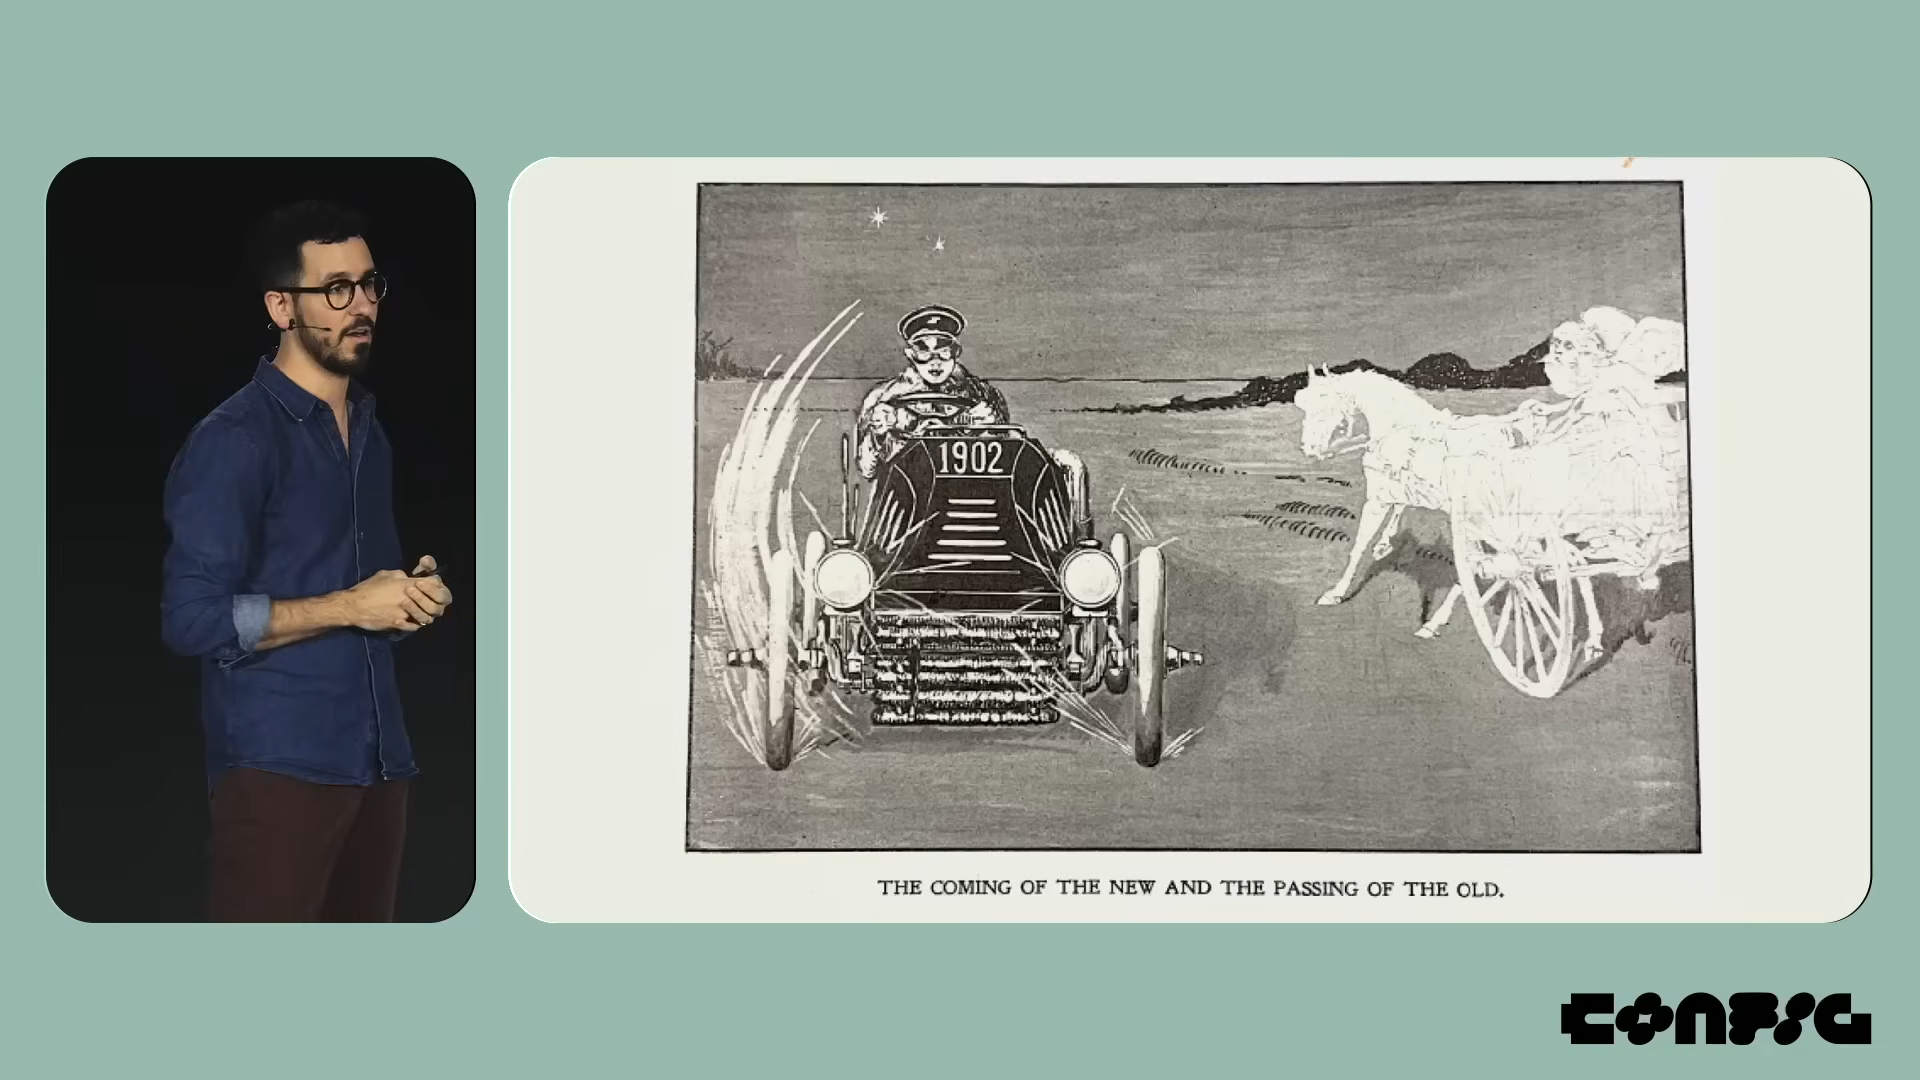 1902
THE COMING OF THE NEW AND THE PASSING OF THE OLD.
CONFIG